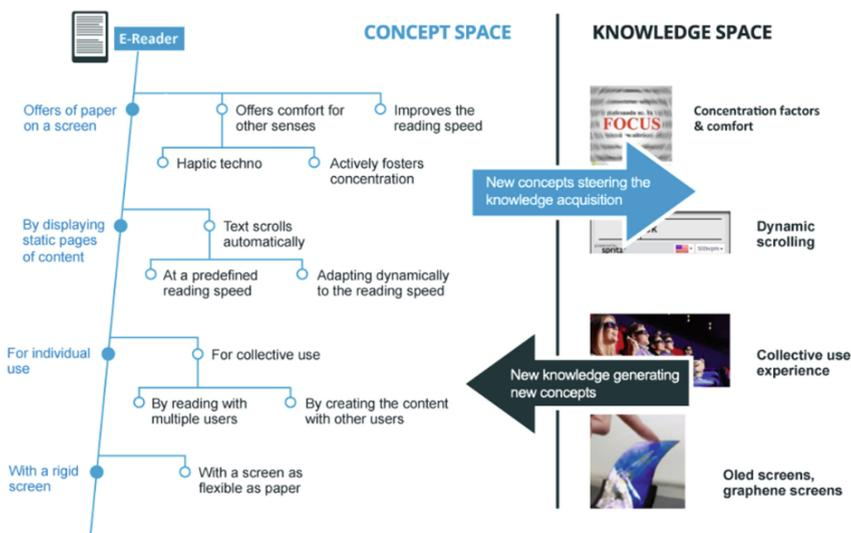 E-Reader
CONCEPT SPACE
KNOWLEDGE SPACE
Offers of paper
on a screen
Offers comfort for
other senses
Improves the
reading speed
Haptic techno
Actively fosters
concentration
By displaying
static pages
of content
Text scrolls
automatically
At a predefined
reading speed
Adapting dynamically
to the reading speed
For individual
use
For collective use
By reading with
multiple users
By creating the content
with other users
With a rigid
screen
With a screen as
flexible as paper
FOCUS
Concentration factors
& comfort
New concepts steering the
knowledge acquisition
Dynamic
scrolling
Collective use
experience
New knowledge generating
new concepts
Oled screens,
graphene screens